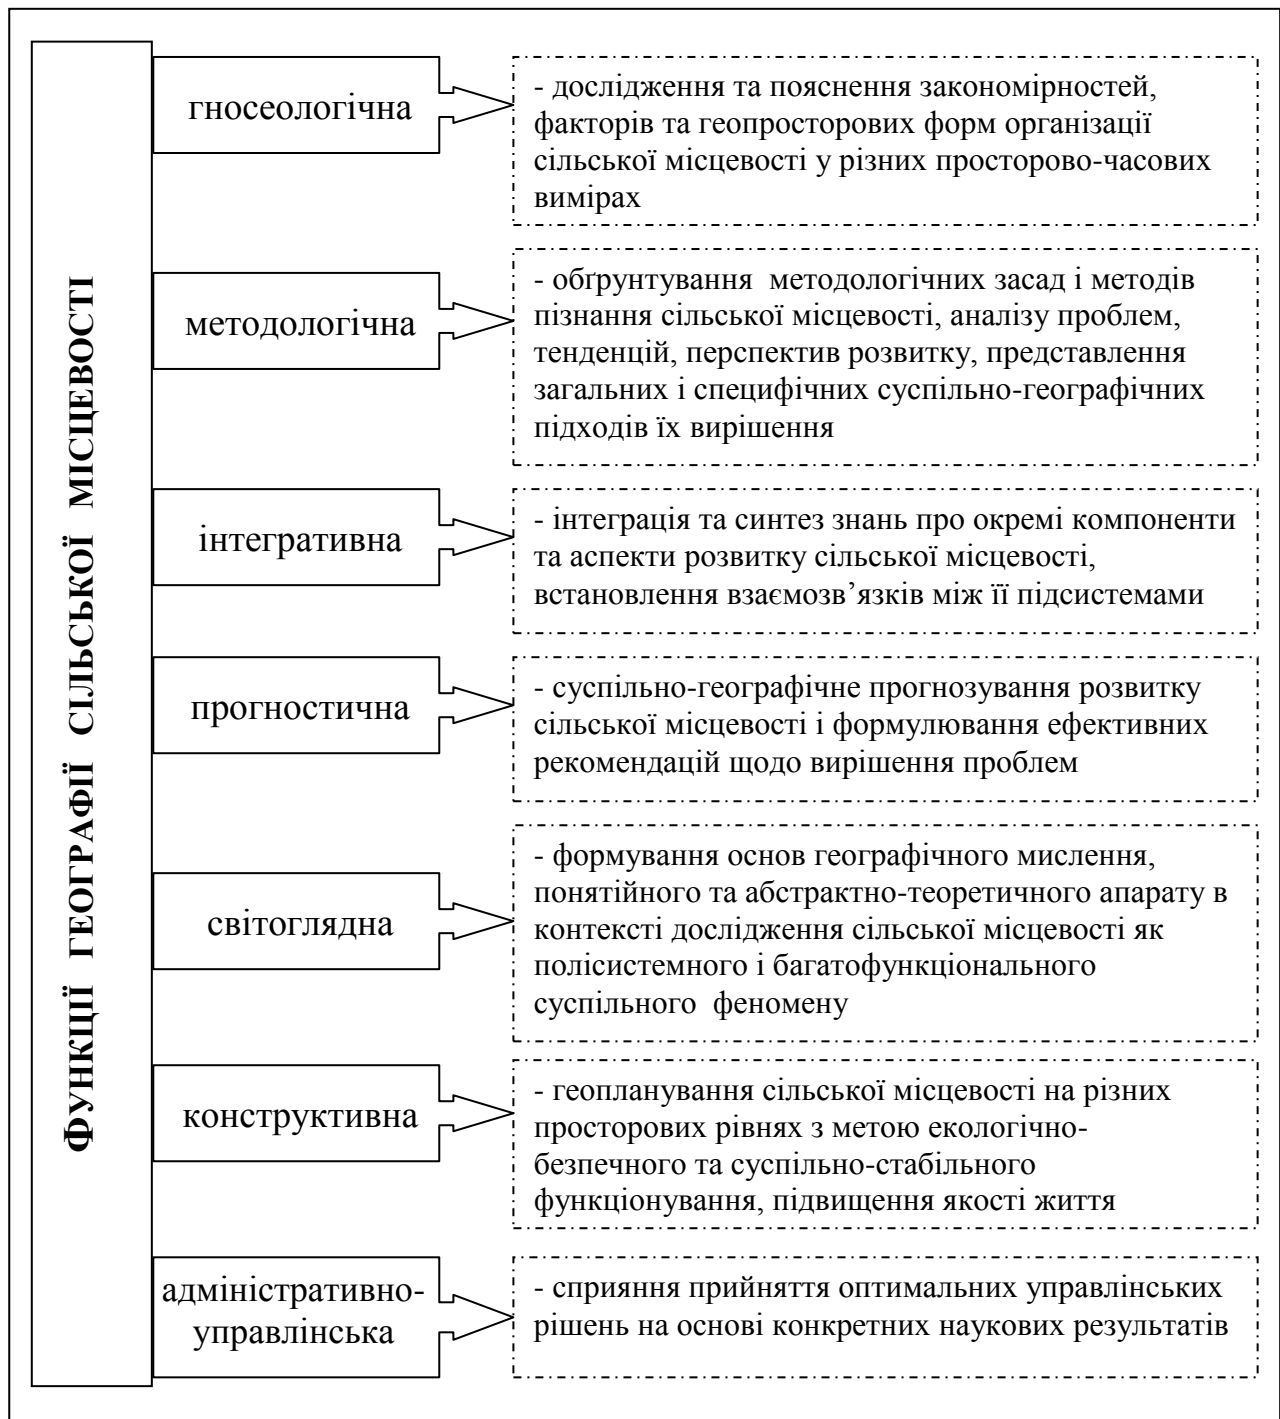 ФУНКЦІЇ ГЕОГРАФІЇ СІЛЬСЬКОЇ МІСЦЕВОСТІ
гносеологічна
- дослідження та пояснення закономірностей,
факторів та геопросторових форм організації
сільської місцевості у різних просторово-часових
вимірах
методологічна
- обґрунтування методологічних засад і методів
пізнання сільської місцевості, аналізу проблем,
тенденцій, перспектив розвитку, представлення
загальних і специфічних суспільно-географічних
підходів їх вирішення
інтегративна
- інтеграція та синтез знань про окремі компоненти
та аспекти розвитку сільської місцевості,
встановлення взаємозв’язків між її підсистемами
прогностична
- суспільно-географічне прогнозування розвитку
сільської місцевості і формулювання ефективних
рекомендацій щодо вирішення проблем
світоглядна
- формування основ географічного мислення,
понятійного та абстрактно-теоретичного апарату в
контексті дослідження сільської місцевості як
полісистемного і багатофункціонального
суспільного феномену
конструктивна
- геопланування сільської місцевості на різних
просторових рівнях з метою екологічно-
безпечного та суспільно-стабільного
функціонування, підвищення якості життя
адміністративно-
управлінська
- сприяння прийняття оптимальних управлінських
рішень на основі конкретних наукових результатів